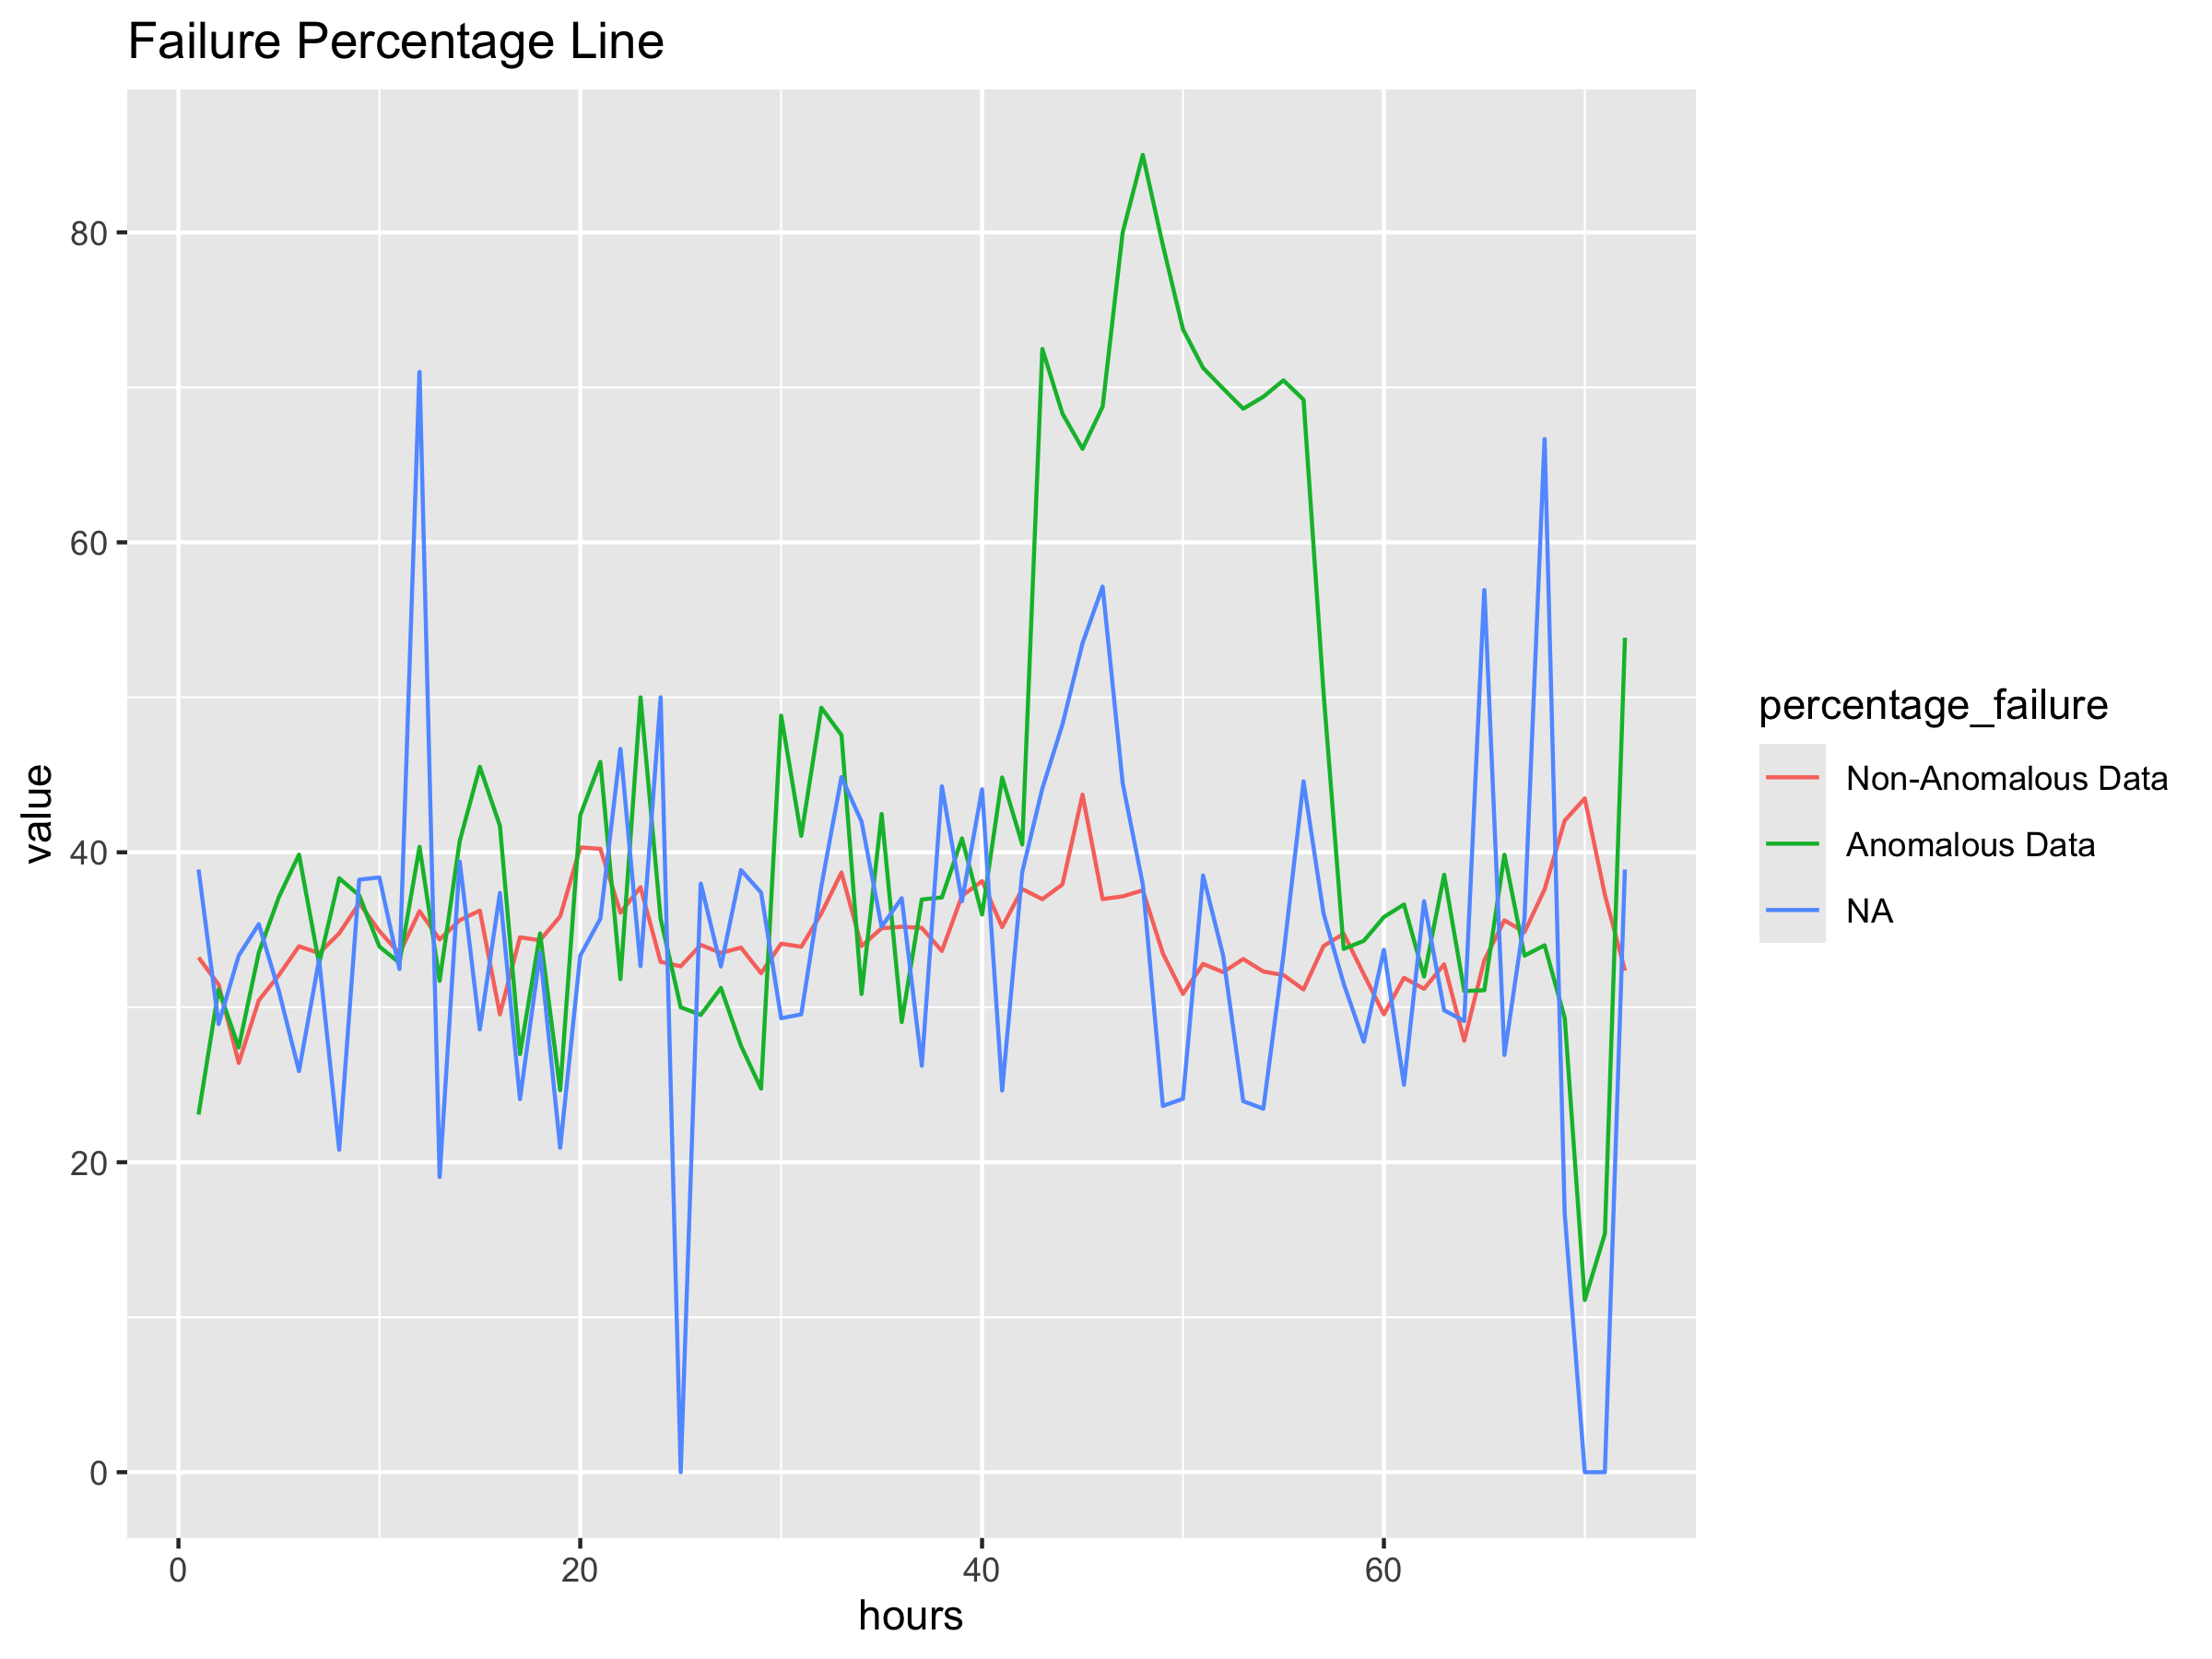 Failure Percentage Line
80
60
40
20
0
value
0
20
40
60
hours
percentage_failure
Non-Anomalous Data
Anomalous Data
NA